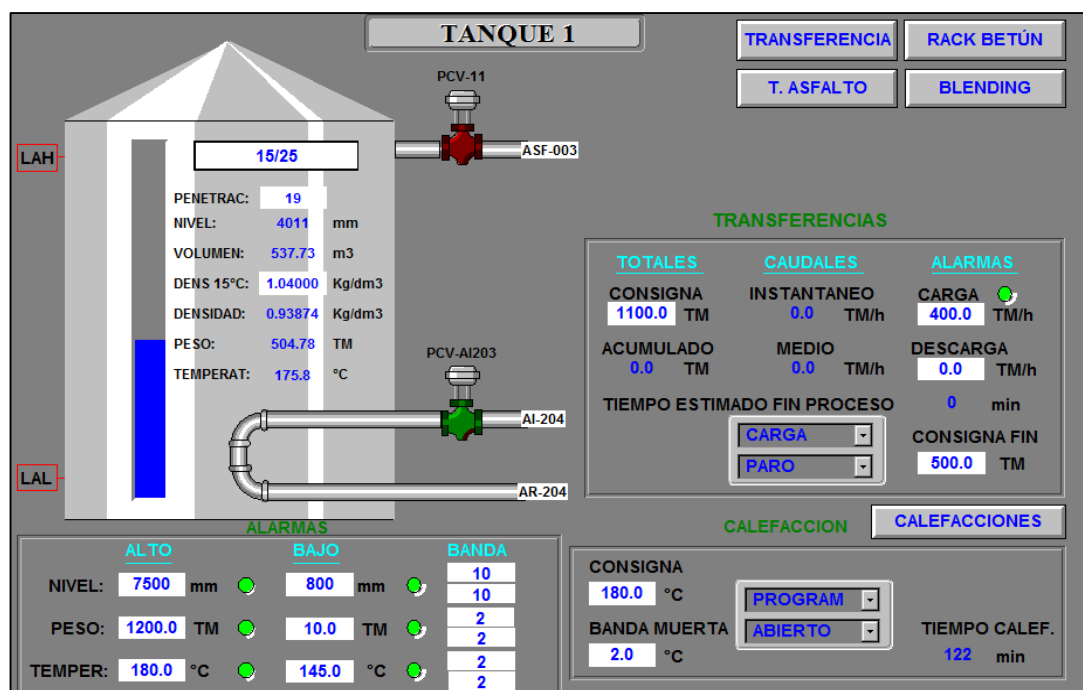 TANQUE 1
TRANSFERENCIA RACK BETÚN
T. ASFALTO BLENDING
PCV-11
ASF-003
LAH
15/25
PENETRAC: 19
NIVEL: 4011 mm
VOLUMEN: 537.73 m3
DENS 15°C: 1.04000 Kg/dm3
DENSIDAD: 0.93874 Kg/dm3
PESO: 504.78 TM
TEMPERAT: 175.8 °C
PCV-AI203
AI-204
AR-204
LAL
TRANSFERENCIAS
TOTALES CAUDALES ALARMAS
CONSIGNA INSTANTANEO CARGA
1100.0 TM 0.0 TM/h 400.0 TM/h
ACUMULADO MEDIO DESCARGA
0.0 TM 0.0 TM/h 0.0 TM/h
TIEMPO ESTIMADO FIN PROCESO 0 min
CARGA CONSIGNA FIN
PARO 500.0 TM
ALARMAS
ALTO BAJO BANDA
NIVEL: 7500 mm 800 mm 10
10
PESO: 1200.0 TM 10.0 TM 2
2
TEMPER: 180.0 °C 145.0 °C 2
2
CALEFACCION CALEFACCIONES
CONSIGNA
180.0 °C PROGRAM
BANDA MUERTA ABIERTO TIEMPO CALEF.
2.0 °C 122 min